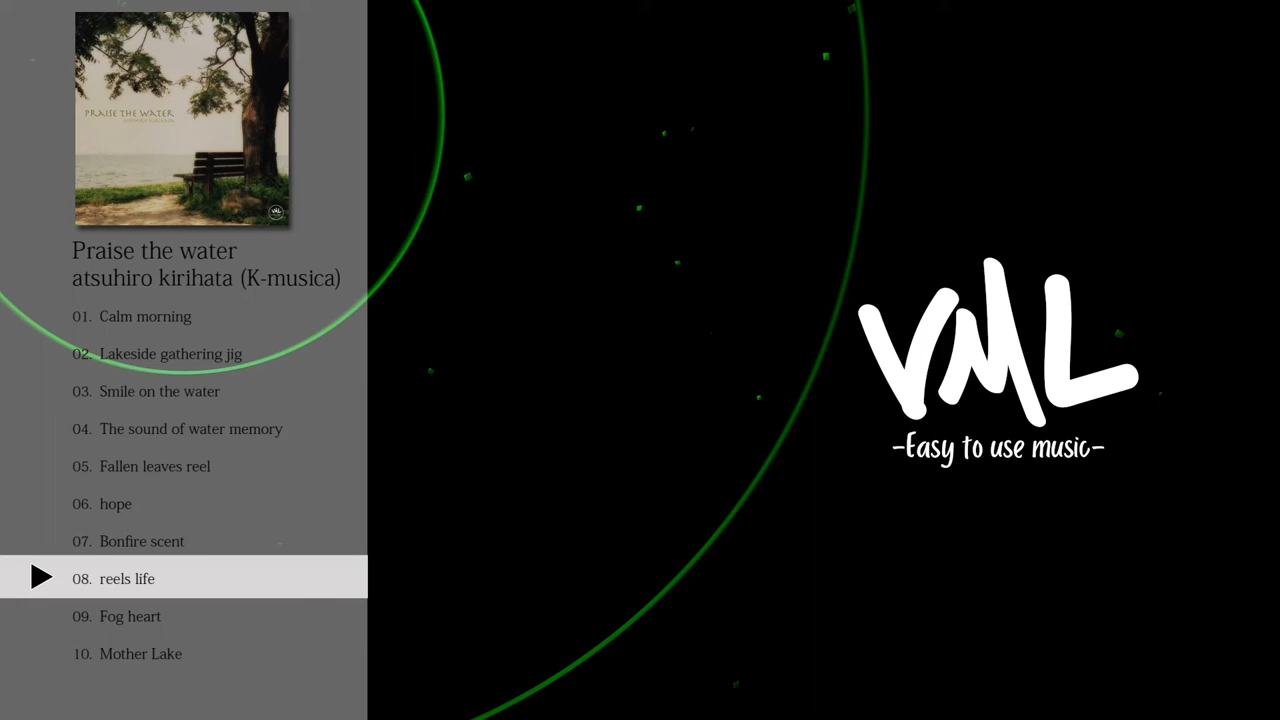 PRAISE THE WATER
VML
Praise the water
atsuhiro kirihata (K-musica)
01. Calm morning
02. Lakeside gathering jig
03. Smile on the water
04. The sound of water memory
05. Fallen leaves reel
06. hope
07. Bonfire scent
08. reels life
09. Fog heart
10. Mother Lake
VML
-Easy to use music-